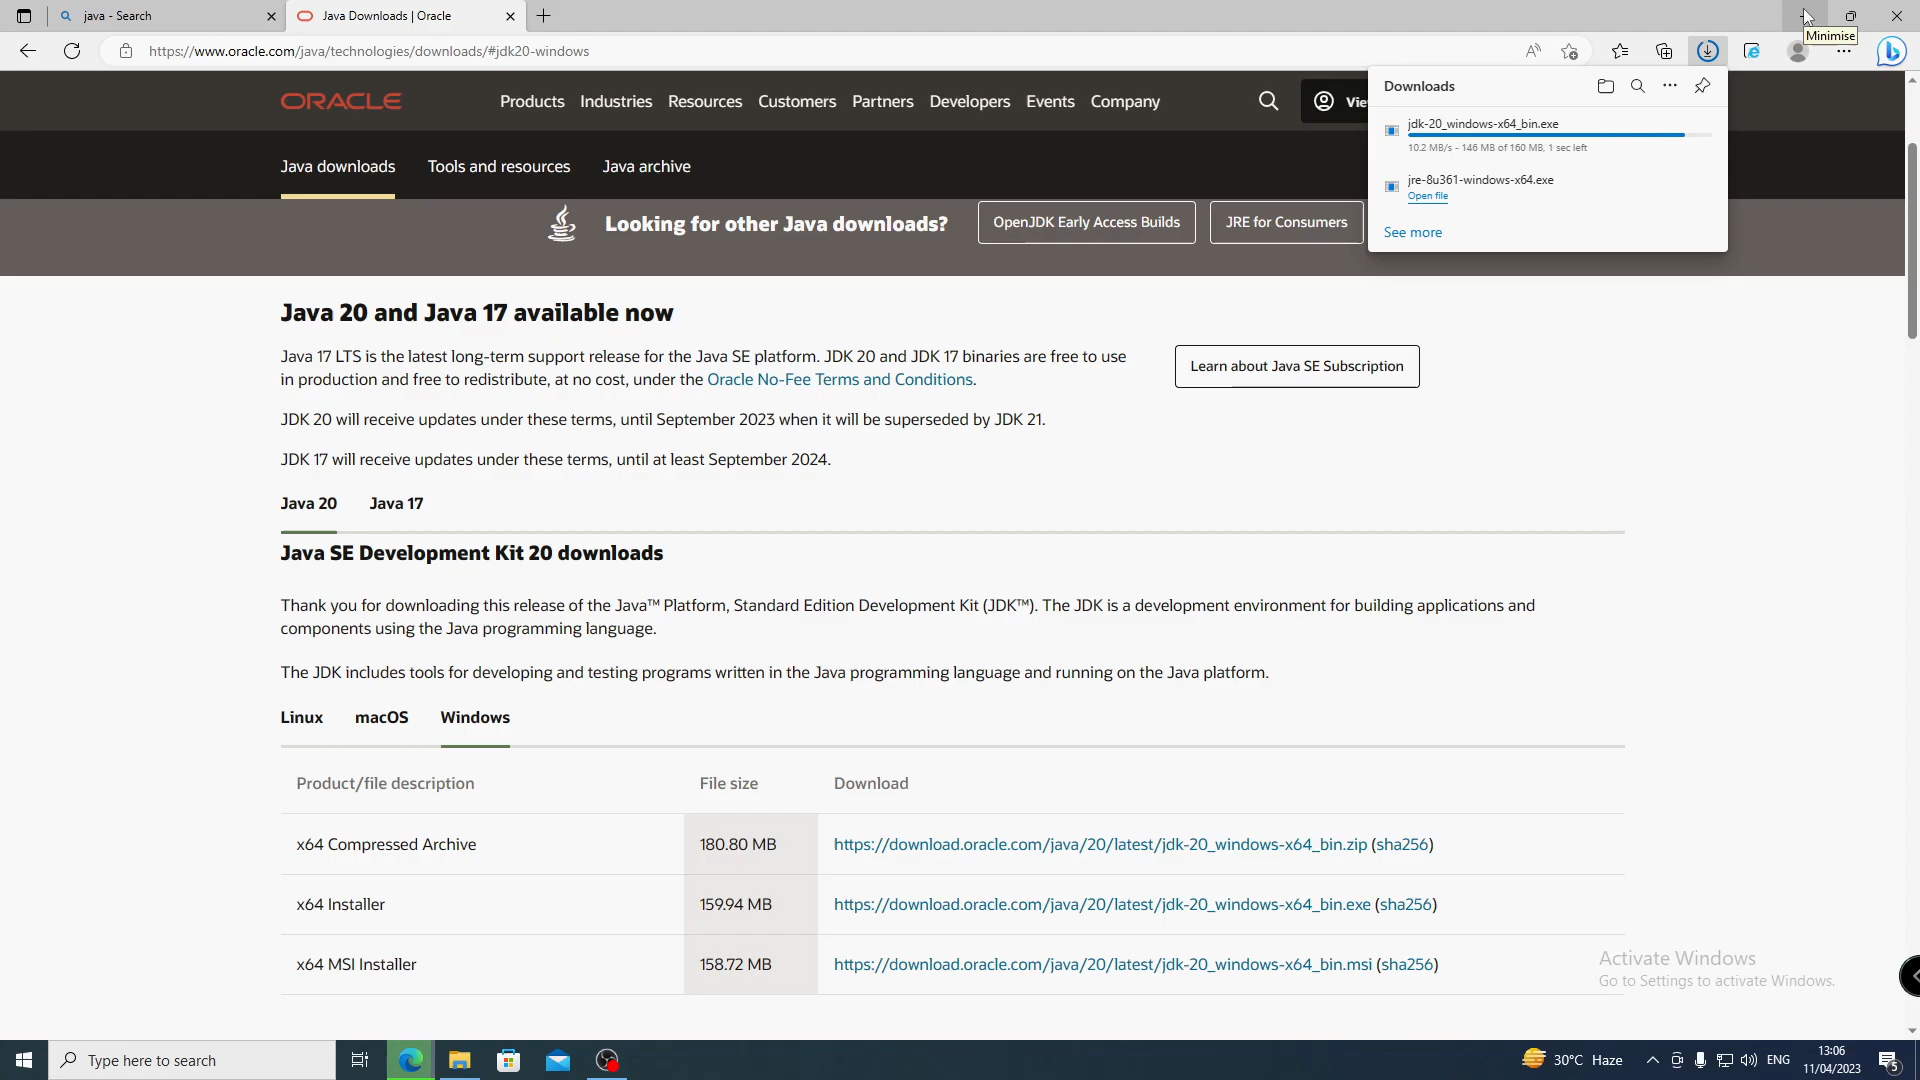 java - Search
Java Downloads | Oracle
Minimise
https://www.oracle.com/java/technologies/downloads/#jdk20-windows
ORACLE
Products Industries Resources Customers Partners Developers Events Company
Downloads
jdk-20_windows-x64_bin.exe
10.2 MB/s - 146 MB of 160 MB, 1 sec left
jre-8u361-windows-x64.exe
Open file
See more
Java downloads Tools and resources Java archive
Looking for other Java downloads? OpenJDK Early Access Builds JRE for Consumers
Java 20 and Java 17 available now
Java 17 LTS is the latest long-term support release for the Java SE platform. JDK 20 and JDK 17 binaries are free to use
in production and free to redistribute, at no cost, under the Oracle No-Fee Terms and Conditions.
Learn about Java SE Subscription
JDK 20 will receive updates under these terms, until September 2023 when it will be superseded by JDK 21.
JDK 17 will receive updates under these terms, until at least September 2024.
Java 20 Java 17
Java SE Development Kit 20 downloads
Thank you for downloading this release of the Java™ Platform, Standard Edition Development Kit (JDK™). The JDK is a development environment for building applications and
components using the Java programming language.
The JDK includes tools for developing and testing programs written in the Java programming language and running on the Java platform.
Linux macOS Windows
Product/file description File size Download
x64 Compressed Archive 180.80 MB https://download.oracle.com/java/20/latest/jdk-20_windows-x64_bin.zip (sha256)
x64 Installer 159.94 MB https://download.oracle.com/java/20/latest/jdk-20_windows-x64_bin.exe (sha256)
x64 MSI Installer 158.72 MB https://download.oracle.com/java/20/latest/jdk-20_windows-x64_bin.msi (sha256)
Activate Windows
Go to Settings to activate Windows.
Type here to search
30°C Haze
ENG
13:06
11/04/2023
5